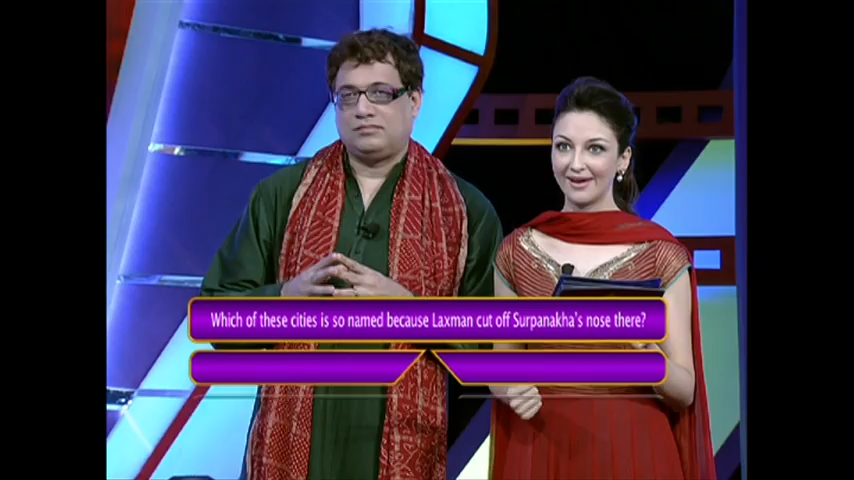 Which of these cities is so named because Laxman cut off Surpanakha's nose there?